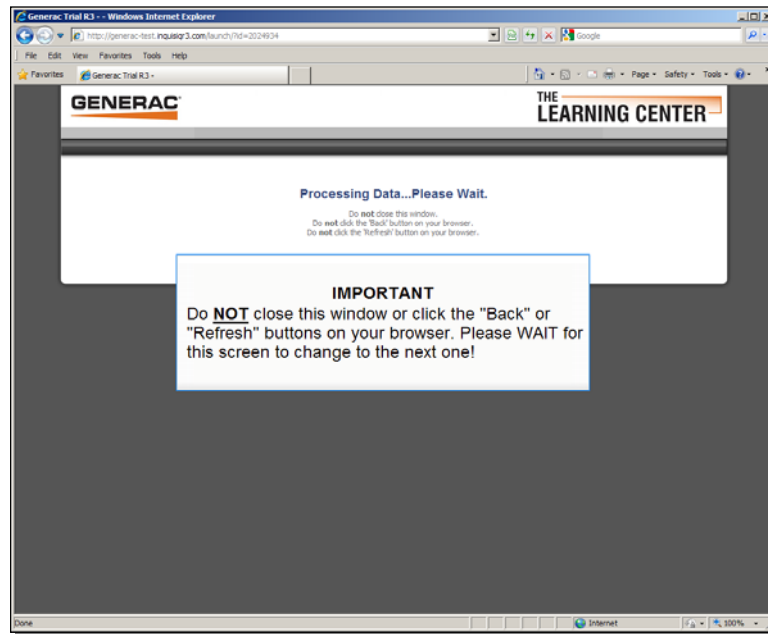 Generac Trial R3 - - Windows Internet Explorer
http://generac-test.inquisiqr3.com/launch/?id=2024934
Google
File Edit View Favorites Tools Help
Favorites Generac Trial R3 -
Page Safety Tools
GENERAC
THE
LEARNING CENTER
Processing Data...Please Wait.
Do not close this window.
Do not click the 'Back' button on your browser.
Do not click the 'Refresh' button on your browser.
IMPORTANT
Do NOT close this window or click the "Back" or
"Refresh" buttons on your browser. Please WAIT for
this screen to change to the next one!
Done
Internet
100%